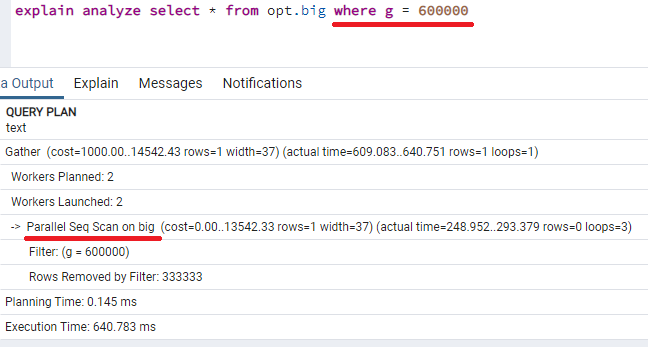 explain analyze select * from opt.big where g = 600000
a Output Explain Messages Notifications
QUERY PLAN
text
Gather (cost=1000.00..14542.43 rows=1 width=37) (actual time=609.083..640.751 rows=1 loops=1)
Workers Planned: 2
Workers Launched: 2
-> Parallel Seq Scan on big (cost=0.00..13542.33 rows=1 width=37) (actual time=248.952..293.379 rows=0 loops=3)
Filter: (g = 600000)
Rows Removed by Filter: 333333
Planning Time: 0.145 ms
Execution Time: 640.783 ms